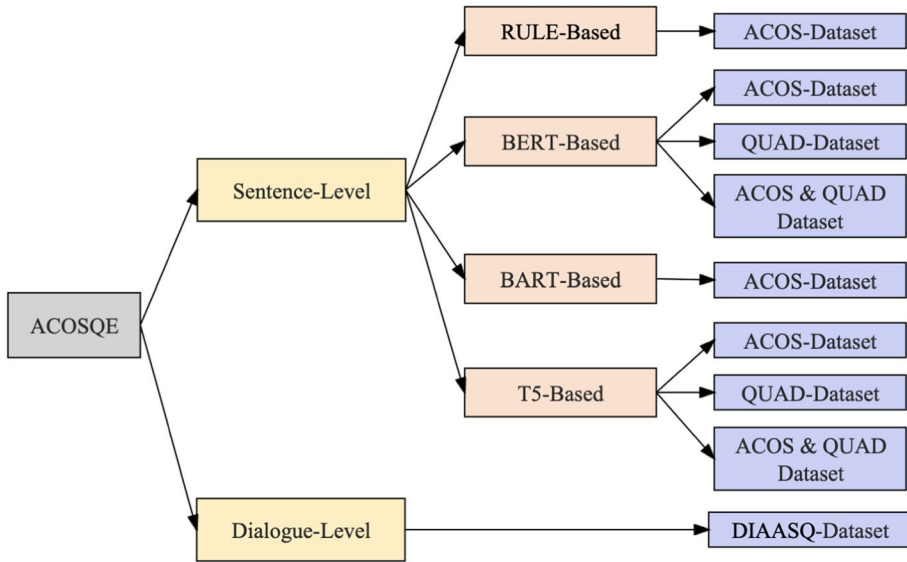 RULE-Based
ACOS-Dataset
ACOS-Dataset
BERT-Based
QUAD-Dataset
Sentence-Level
ACOS & QUAD
Dataset
BART-Based
ACOS-Dataset
ACOSQE
ACOS-Dataset
T5-Based
QUAD-Dataset
ACOS & QUAD
Dataset
Dialogue-Level
DIAASQ-Dataset